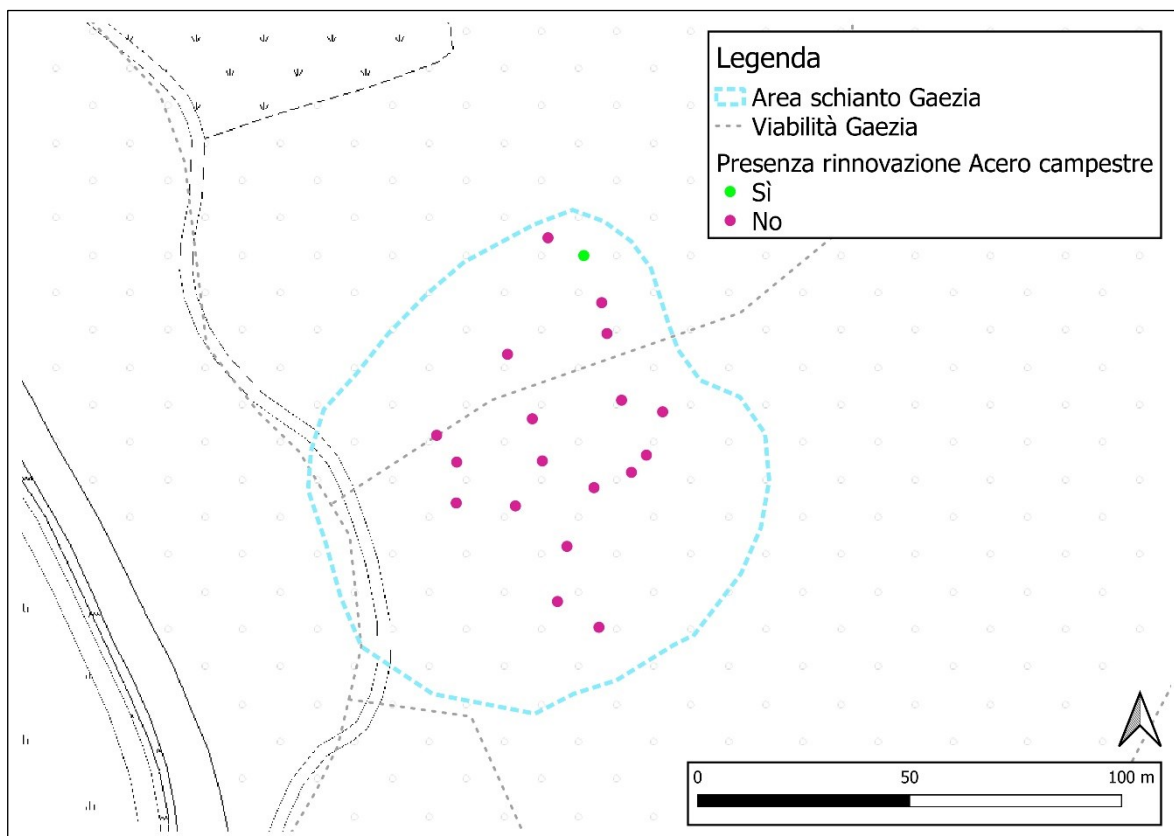 Legenda
Area schianto Gaezia
Viabilità Gaezia
Presenza rinnovazione Acero campestre
Sì
No
0 50 100 m